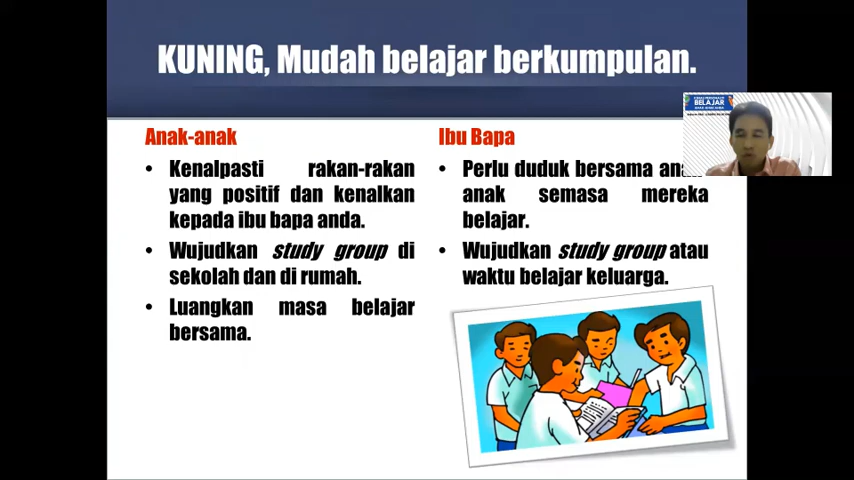 KUNING, Mudah belajar berkumpulan.
Anak-anak
• Kenalpasti rakan-rakan
yang positif dan kenalkan
kepada ibu bapa anda.
• Wujudkan study group di
sekolah dan di rumah.
• Luangkan masa belajar
bersama.
Ibu Bapa
• Perlu duduk bersama
anak semasa mereka
belajar.
• Wujudkan study group atau
waktu belajar keluarga.
BELAJAR